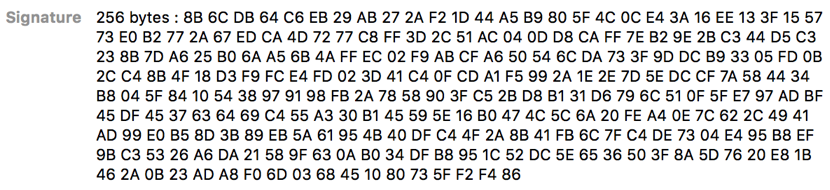 Signature 256 bytes : 8B 6C DB 64 C6 EB 29 AB 27 2A F2 1D 44 A5 B9 80 5F 4C 0C E4 3A 16 EE 13 3F 15 57
73 E0 B2 77 2A 67 ED CA 4D 72 77 C8 FF 3D 2C 51 AC 04 0D D8 CA FF 7E B2 9E 2B C3 44 D5 C3
23 8B 7D A6 25 B0 6A A5 6B 4A FF EC 02 F9 AB CF A6 50 54 6C DA 73 3F 9D DC B9 33 05 FD 0B
2C C4 8B 4F 18 D3 F9 FC E4 FD 02 3D 41 C4 0F CD A1 F5 99 2A 1E 2E 7D 5E DC CF 7A 58 44 34
B8 04 5F 84 10 54 38 97 91 98 FB 2A 78 58 90 3F C5 2B D8 B1 31 D6 79 6C 51 0F 5F E7 97 AD BF
45 DF 45 37 63 64 69 C4 55 A3 30 B1 45 59 5E 16 B0 47 4C 5C 6A 20 FE A4 0E 7C 62 2C 49 41
AD 99 E0 B5 8D 3B 89 EB 5A 61 95 4B 40 DF C4 4F 2A 8B 41 FB 6C 7F C4 DE 73 04 E4 95 B8 EF
9B C3 53 26 A6 DA 21 58 9F 63 0A B0 34 DF B8 95 1C 52 DC 5E 65 36 50 3F 8A 5D 76 20 E8 1B
46 2A 0B 23 AD A8 F0 6D 03 68 45 10 80 73 5F F2 F4 86